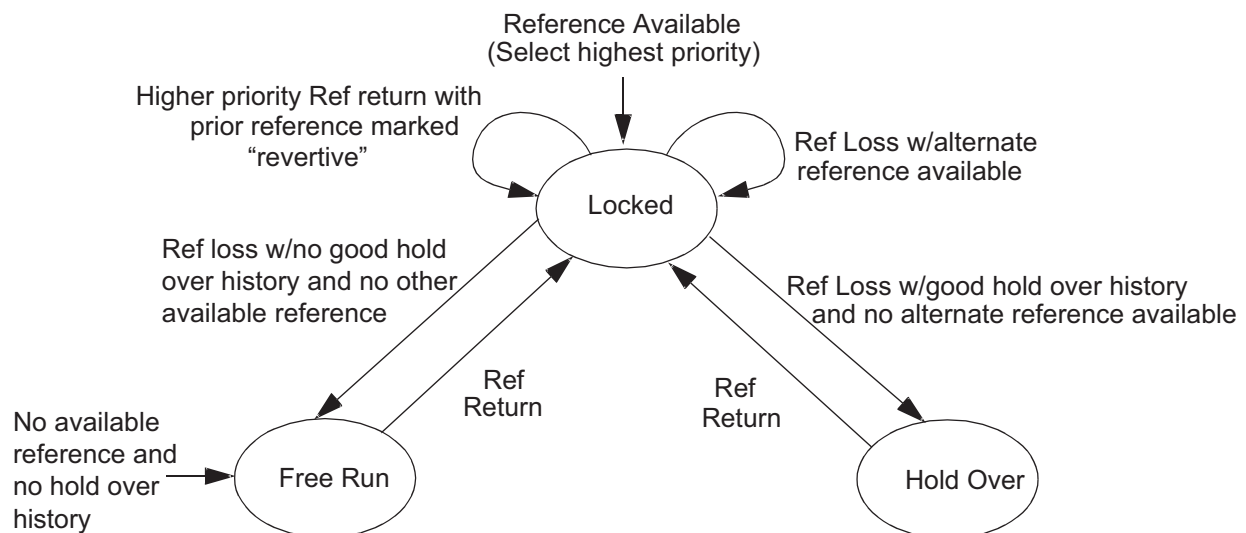 Reference Available
(Select highest priority)
Higher priority Ref return with
prior reference marked
“revertive”
Ref Loss w/alternate
reference available
Locked
Ref loss w/no good hold
over history and no other
available reference
Ref Loss w/good hold over history
and no alternate reference available
Ref
Return
Ref
Return
No available
reference and
no hold over
history
Free Run
Hold Over